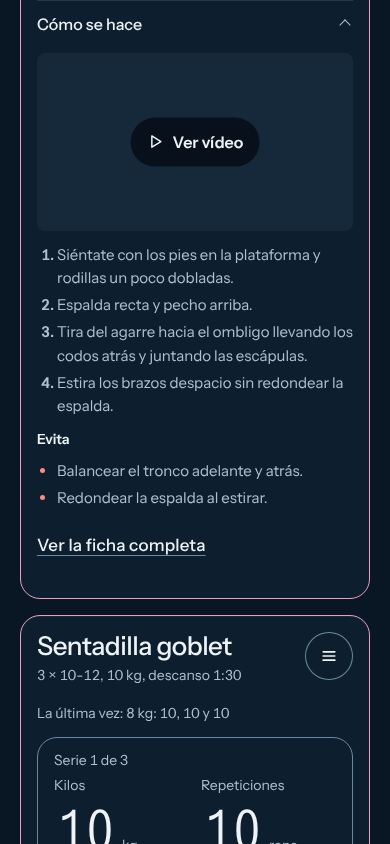 Cómo se hace
Ver vídeo
1. Siéntate con los pies en la plataforma y
rodillas un poco dobladas.
2. Espalda recta y pecho arriba.
3. Tira del agarre hacia el ombligo llevando los
codos atrás y juntando las escápulas.
4. Estira los brazos despacio sin redondear la
espalda.
Evita
• Balancear el tronco adelante y atrás.
• Redondear la espalda al estirar.
Ver la ficha completa
Sentadilla goblet
3 × 10–12, 10 kg, descanso 1:30
La última vez: 8 kg: 10, 10 y 10
Serie 1 de 3
Kilos Repeticiones
10 kg 10 reps